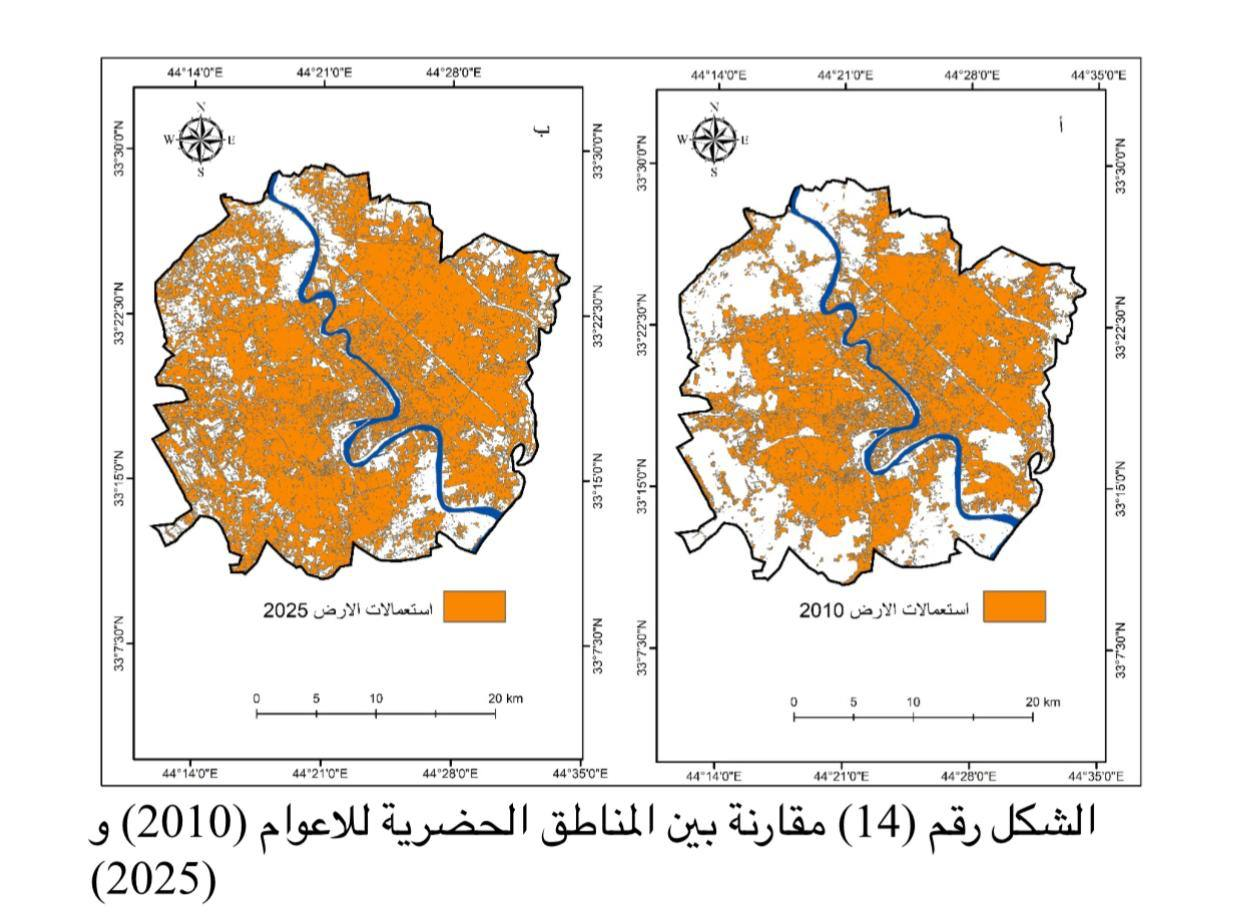 44°14'0"E 44°21'0"E 44°28'0"E 44°35'0"E
أ
N
W E
S
33°30'0"N 33°30'0"N
33°22'30"N 33°22'30"N
33°15'0"N 33°15'0"N
33°7'30"N 33°7'30"N
استعمالات الارض 2010
0 5 10 20 km
44°14'0"E 44°21'0"E 44°28'0"E 44°35'0"E
44°14'0"E 44°21'0"E 44°28'0"E
N
W E
S
33°30'0"N 33°30'0"N
33°22'30"N 33°22'30"N
33°15'0"N 33°15'0"N
33°7'30"N 33°7'30"N
استعمالات الارض 2025
0 5 10 20 km
44°14'0"E 44°21'0"E 44°28'0"E 44°35'0"E
الشكل رقم (14) مقارنة بين المناطق الحضرية للاعوام (2010) و
(2025)